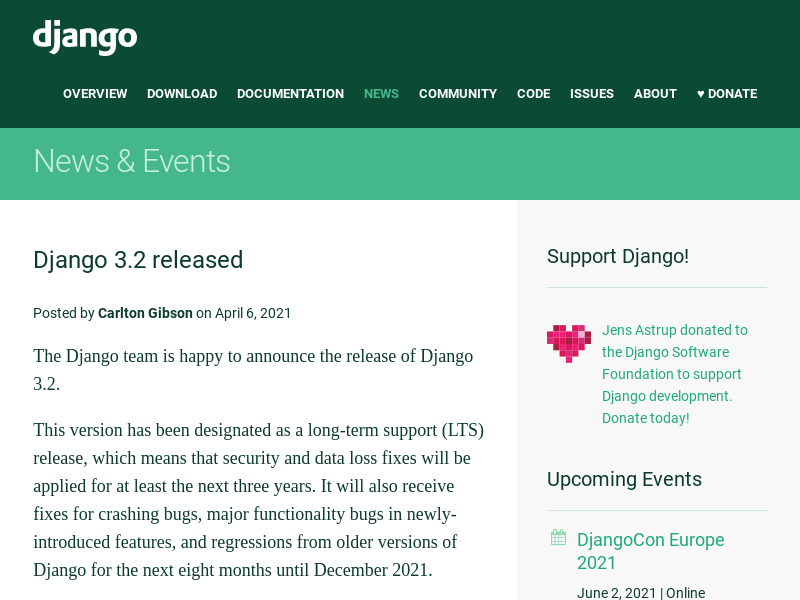 django
OVERVIEW DOWNLOAD DOCUMENTATION NEWS COMMUNITY CODE ISSUES ABOUT ♥ DONATE
News & Events
Django 3.2 released
Posted by Carlton Gibson on April 6, 2021
The Django team is happy to announce the release of Django
3.2.
This version has been designated as a long-term support (LTS)
release, which means that security and data loss fixes will be
applied for at least the next three years. It will also receive
fixes for crashing bugs, major functionality bugs in newly-
introduced features, and regressions from older versions of
Django for the next eight months until December 2021.
Support Django!
Jens Astrup donated to
the Django Software
Foundation to support
Django development.
Donate today!
Upcoming Events
DjangoCon Europe
2021
June 2, 2021 | Online